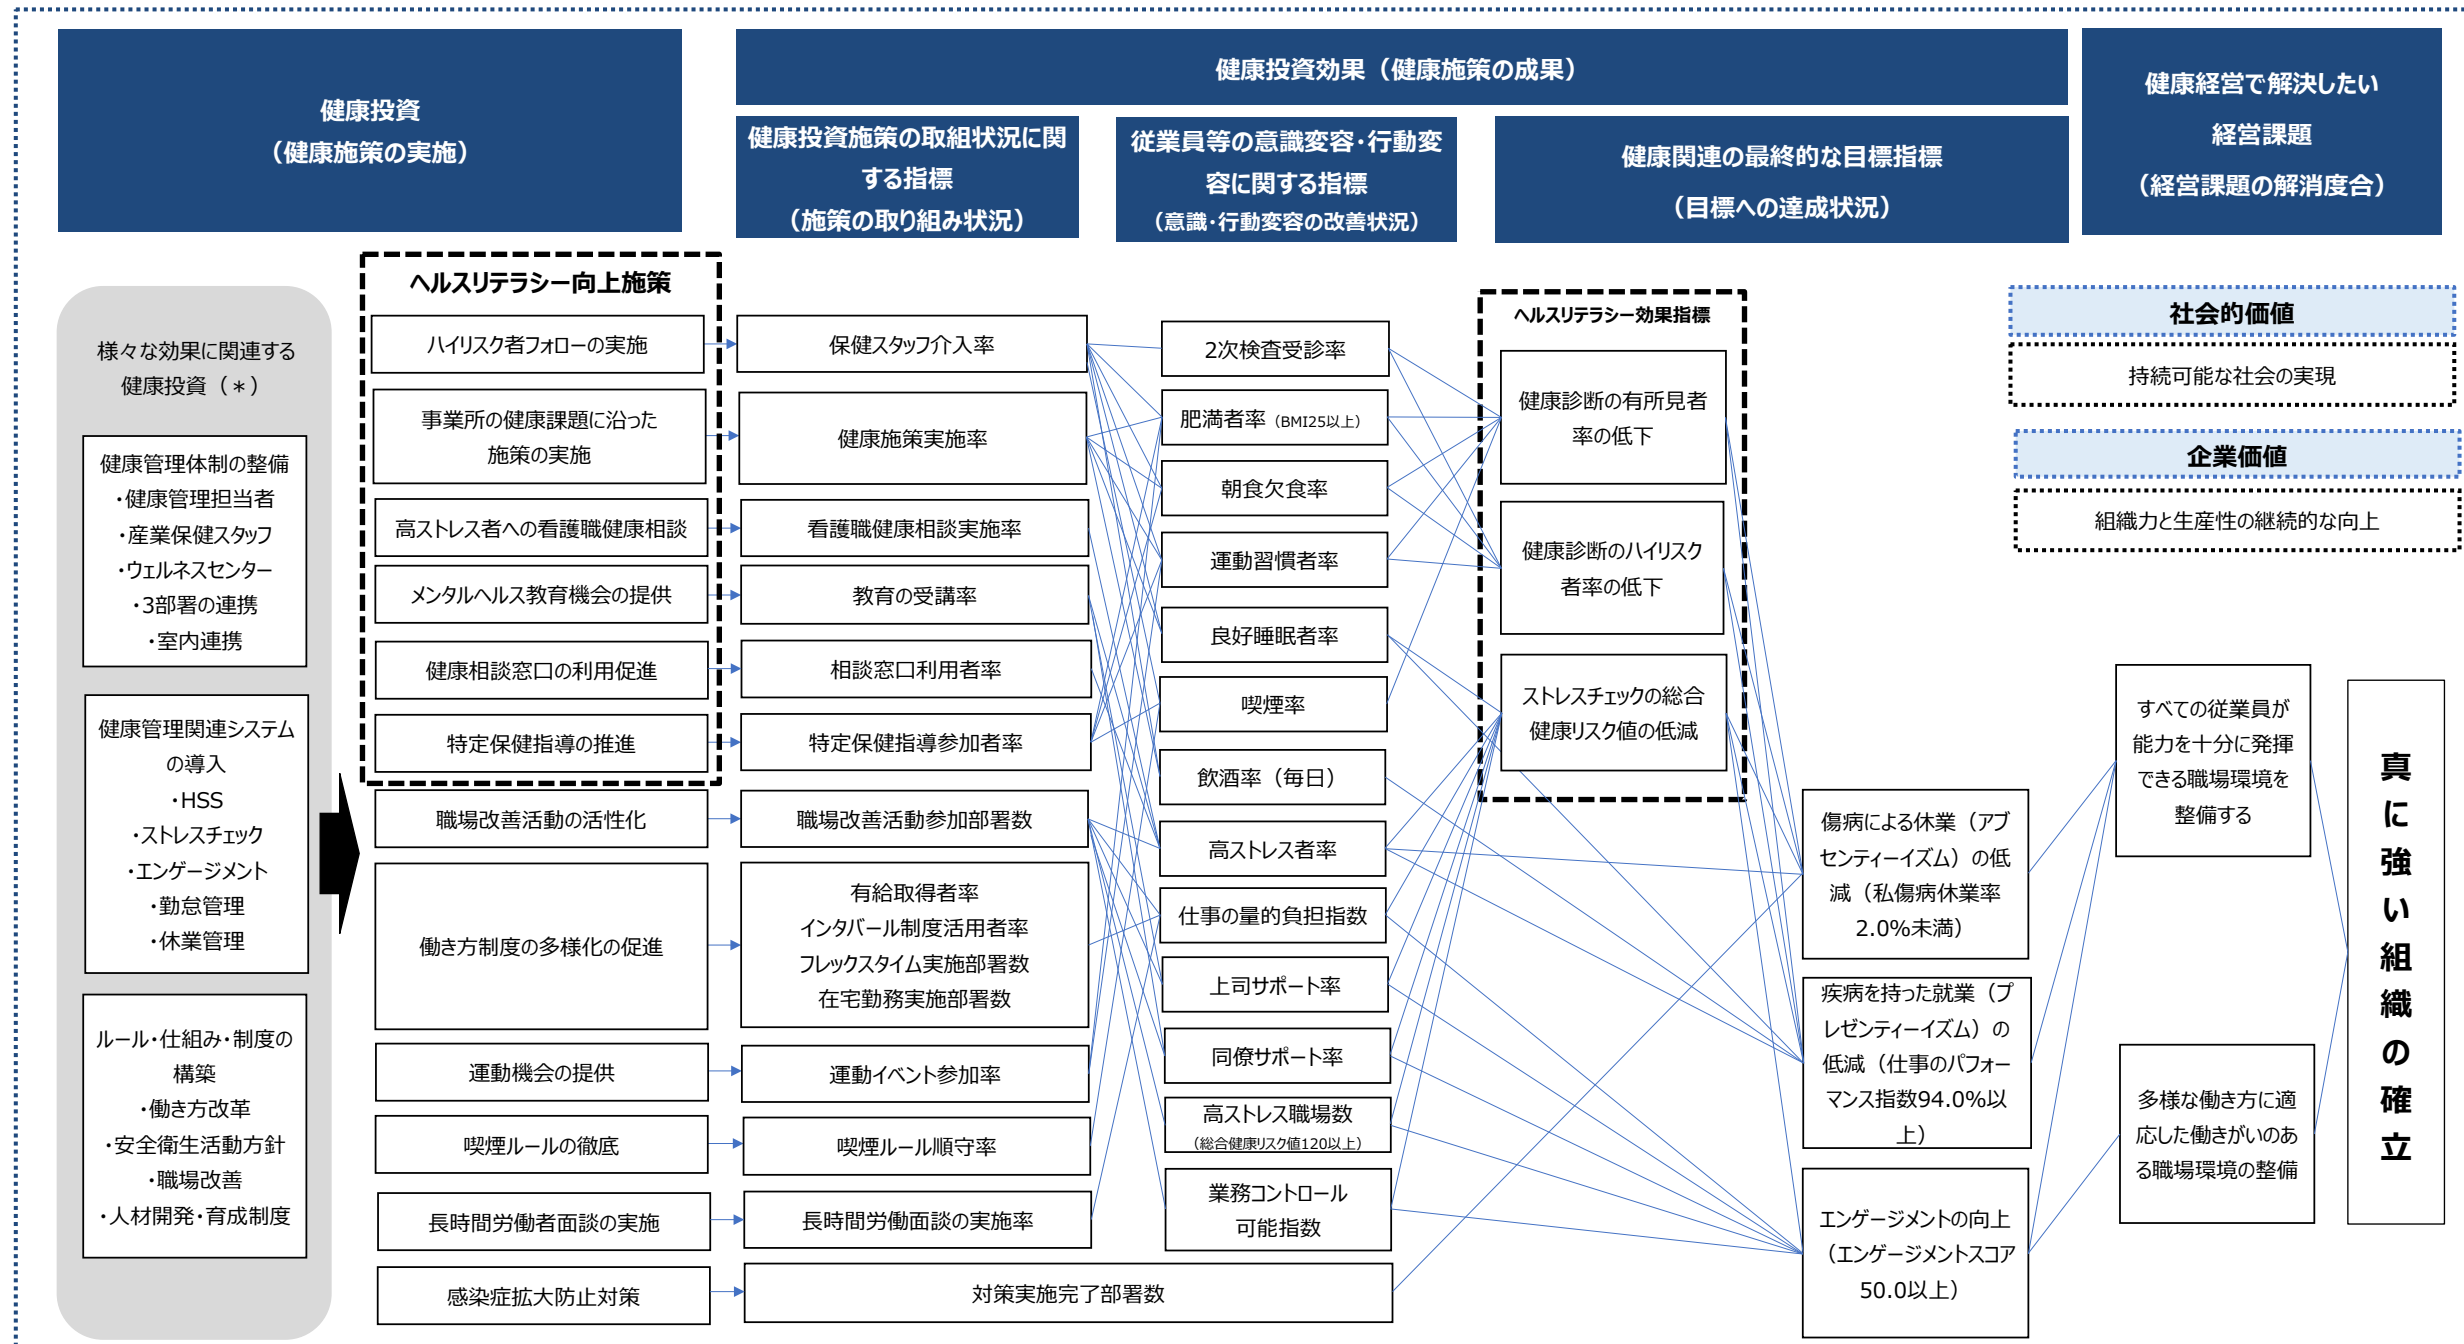 健康投資
（健康施策の実施）
健康投資効果（健康施策の成果）
健康投資施策の取組状況に関
する指標
（施策の取り組み状況）
従業員等の意識変容･行動変
容に関する指標
（意識･行動変容の改善状況）
健康関連の最終的な目標指標
（目標への達成状況）
健康経営で解決したい
経営課題
（経営課題の解消度合）
様々な効果に関連する
健康投資（＊）
健康管理体制の整備
･健康管理担当者
･産業保健スタッフ
･ウェルネスセンター
･3部署の連携
･室内連携
健康管理関連システム
の導入
･HSS
･ストレスチェック
･エンゲージメント
･勤怠管理
･休業管理
ルール･仕組み･制度の
構築
･働き方改革
･安全衛生活動方針
･職場改善
･人材開発･育成制度
ヘルスリテラシー向上施策
ハイリスク者フォローの実施
事業所の健康課題に沿った
施策の実施
高ストレス者への看護職健康相談
メンタルヘルス教育機会の提供
健康相談窓口の利用促進
特定保健指導の推進
職場改善活動の活性化
働き方制度の多様化の促進
運動機会の提供
喫煙ルールの徹底
長時間労働者面談の実施
感染症拡大防止対策
保健スタッフ介入率
健康施策実施率
看護職健康相談実施率
教育の受講率
相談窓口利用者率
特定保健指導参加者率
職場改善活動参加部署数
有給取得者率
インタバール制度活用者率
フレックスタイム実施部署数
在宅勤務実施部署数
運動イベント参加率
喫煙ルール順守率
長時間労働面談の実施率
対策実施完了部署数
2次検査受診率
肥満者率（BMI25以上）
朝食欠食率
運動習慣者率
良好睡眠者率
喫煙率
飲酒率（毎日）
高ストレス者率
仕事の量的負担指数
上司サポート率
同僚サポート率
高ストレス職場数
（総合健康リスク値120以上）
業務コントロール
可能指数
ヘルスリテラシー効果指標
健康診断の有所見者
率の低下
健康診断のハイリスク
者率の低下
ストレスチェックの総合
健康リスク値の低減
傷病による休業（アブ
センティーイズム）の低
減（私傷病休業率
2.0%未満）
疾病を持った就業（プ
レゼンティーイズム）の
低減（仕事のパフォー
マンス指数94.0%以
上）
エンゲージメントの向上
（エンゲージメントスコア
50.0以上）
社会的価値
持続可能な社会の実現
企業価値
組織力と生産性の継続的な向上
すべての従業員が
能力を十分に発揮
できる職場環境を
整備する
多様な働き方に適
応した働きがいのあ
る職場環境の整備
真に強い組織の確立